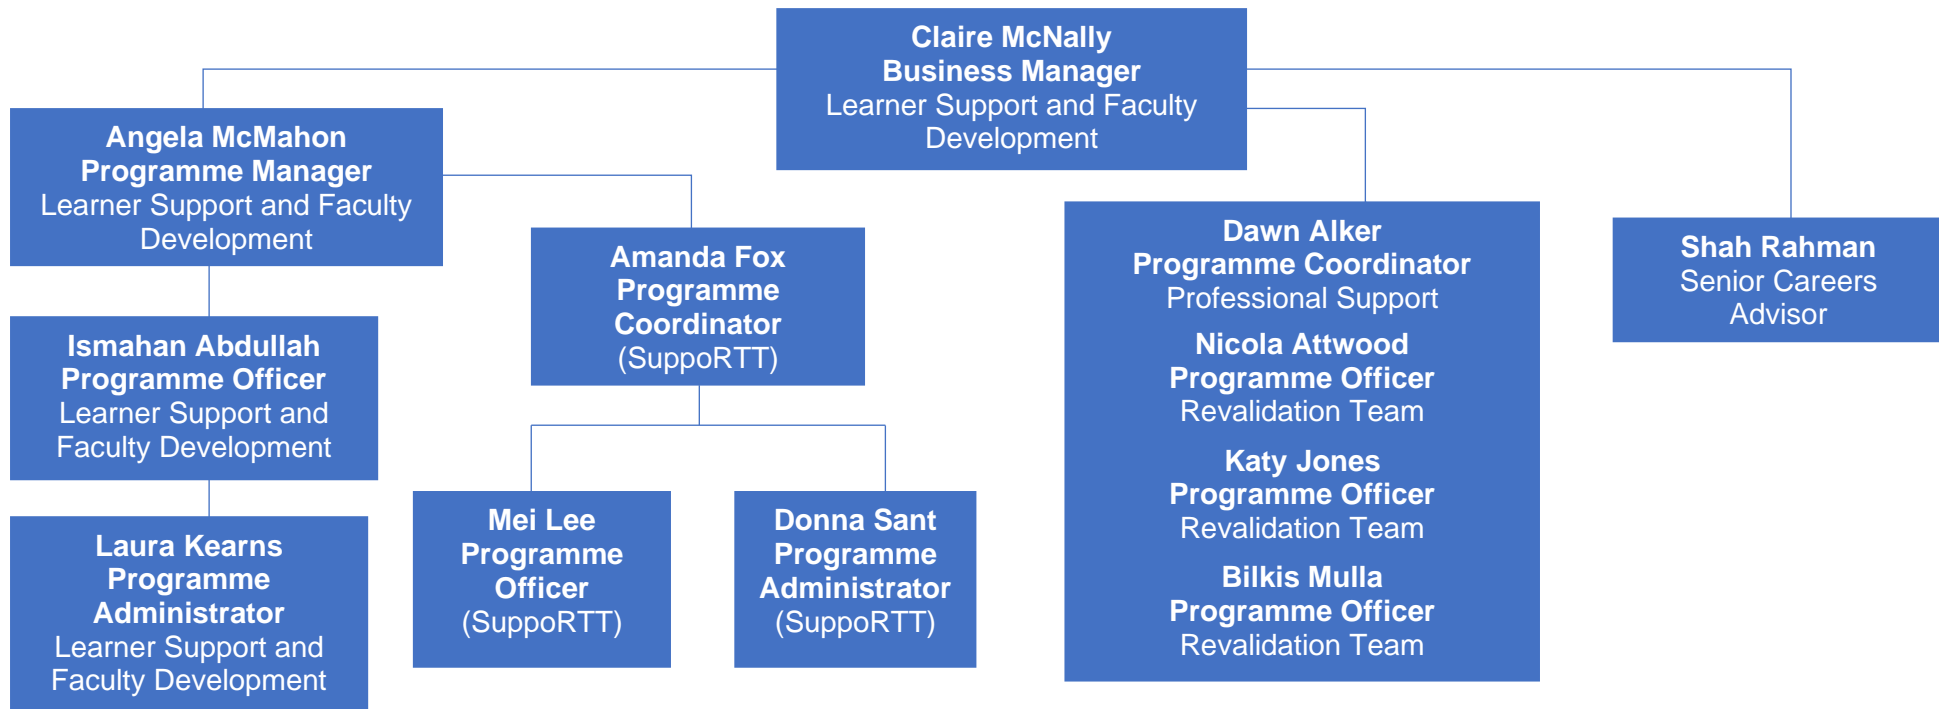 Claire McNally
Business Manager
Learner Support and Faculty
Development
Angela McMahon
Programme Manager
Learner Support and Faculty
Development
Amanda Fox
Programme
Coordinator
(SuppoRTT)
Dawn Alker
Programme Coordinator
Professional Support
Nicola Attwood
Programme Officer
Revalidation Team
Katy Jones
Programme Officer
Revalidation Team
Bilkis Mulla
Programme Officer
Revalidation Team
Shah Rahman
Senior Careers
Advisor
Ismahan Abdullah
Programme Officer
Learner Support and
Faculty Development
Mei Lee
Programme
Officer
(SuppoRTT)
Donna Sant
Programme
Administrator
(SuppoRTT)
Laura Kearns
Programme
Administrator
Learner Support and
Faculty Development